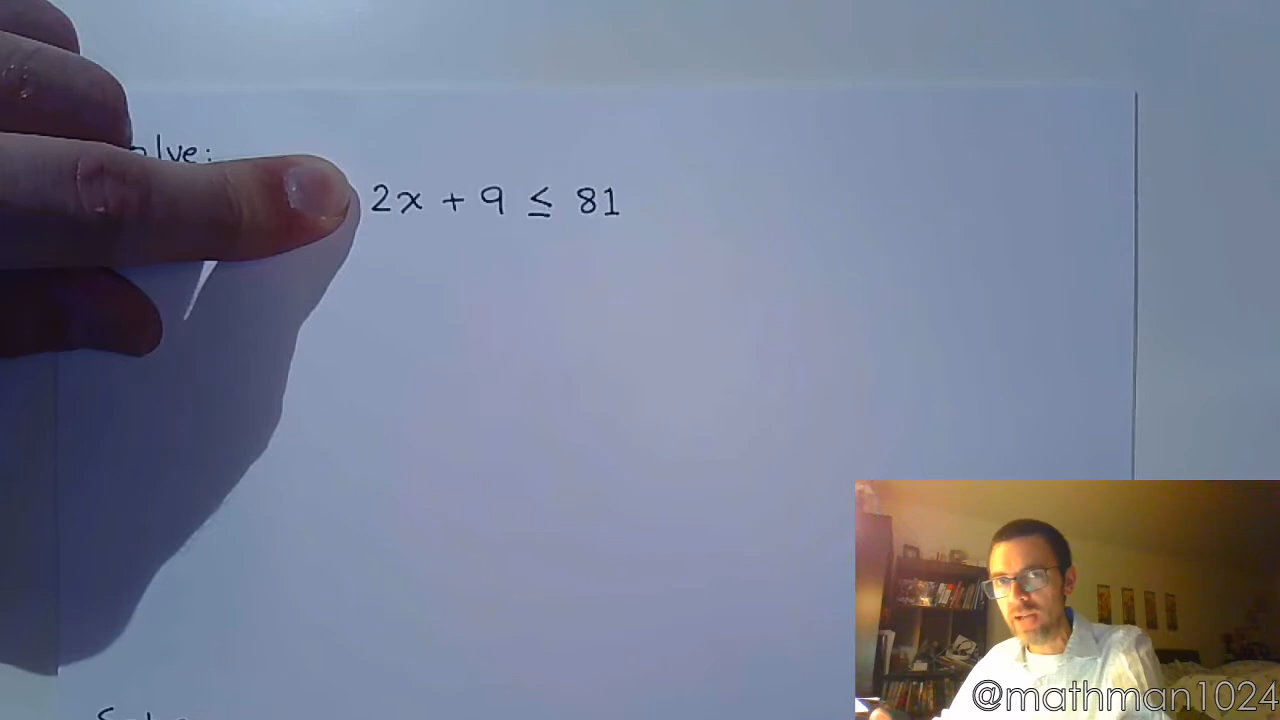 2x + 9 ≤ 81
@mathman1024